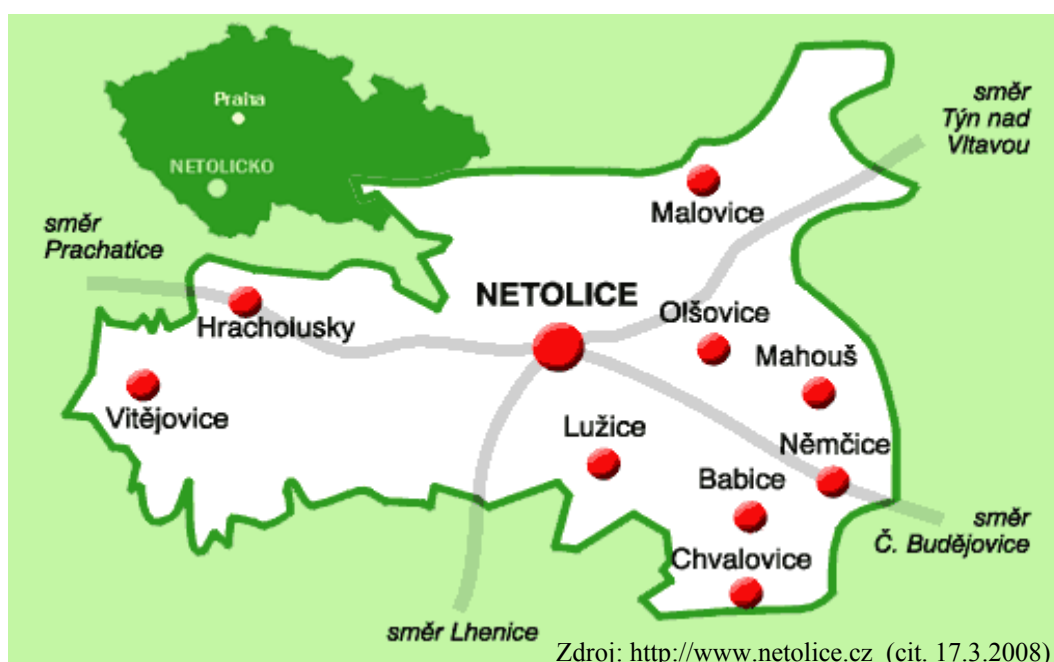 Praha
NETOLICKO
směr
Týn nad
Vltavou
směr
Prachatice
Malovice
NETOLICE
Hracholusky
Olšovice
Mahouš
Vitějovice
Lužice
Němčice
Babice
směr
Č. Budějovice
Chvalovice
směr Lhenice
Zdroj: http://www.netolice.cz (cit. 17.3.2008)